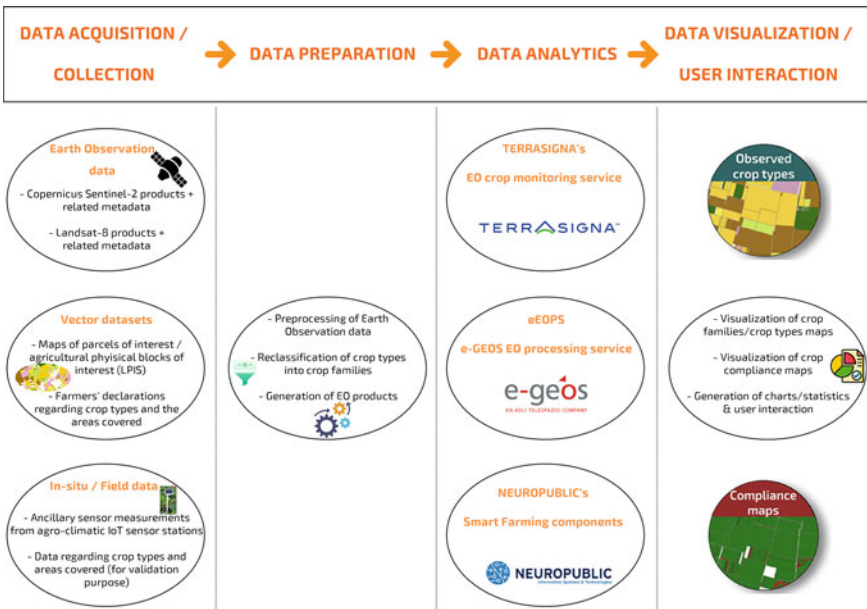 DATA ACQUISITION /
COLLECTION
DATA PREPARATION
DATA ANALYTICS
DATA VISUALIZATION /
USER INTERACTION
Earth Observation
data
- Copernicus Sentinel-2 products +
related metadata
- Landsat-8 products +
related metadata
Vector datasets
- Maps of parcels of interest /
agricultural phyisical blocks of
interest (LPIS)
- Farmers' declarations
regarding crop types and the
areas covered
In-situ / Field data
- Ancillary sensor measurements
from agro-climatic IoT sensor stations
- Data regarding crop types and
areas covered (for validation
purpose)
- Preprocessing of Earth
Observation data
- Reclassification of crop types
into crop families
- Generation of EO products
TERRASIGNA's
EO crop monitoring service
TERRASIGNA™
eEOPS
e-GEOS EO processing service
e-geos
AN ASI / TELESPAZIO COMPANY
NEUROPUBLIC's
Smart Farming components
NEUROPUBLIC
Information Systems & Technologies
Observed
crop types
- Visualization of crop
families/crop types maps
- Visualization of crop
compliance maps
- Generation of charts/statistics
& user interaction
Compliance
maps